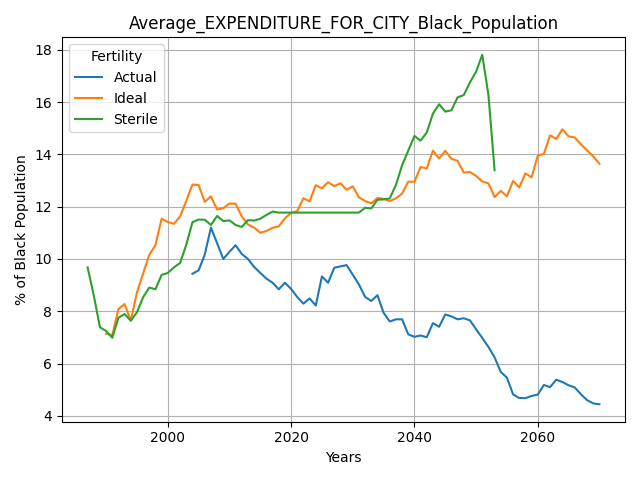 Average_EXPENDITURE_FOR_CITY_Black_Population
Fertility
Actual
Ideal
Sterile
% of Black Population
18
16
14
12
10
8
6
4
2000 2020 2040 2060
Years